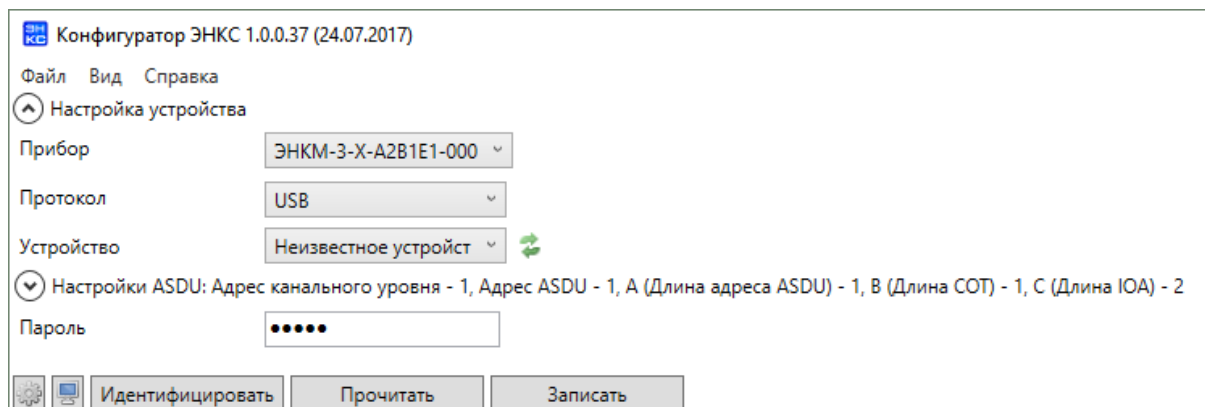 ЭНКС Конфигуратор ЭНКС 1.0.0.37 (24.07.2017)
Файл Вид Справка
Настройка устройства
Прибор ЭНКМ-3-X-A2B1E1-000
Протокол USB
Устройство Неизвестное устройст
Настройки ASDU: Адрес канального уровня - 1, Адрес ASDU - 1, A (Длина адреса ASDU) - 1, B (Длина COT) - 1, C (Длина IOA) - 2
Пароль •••••
Идентифицировать Прочитать Записать